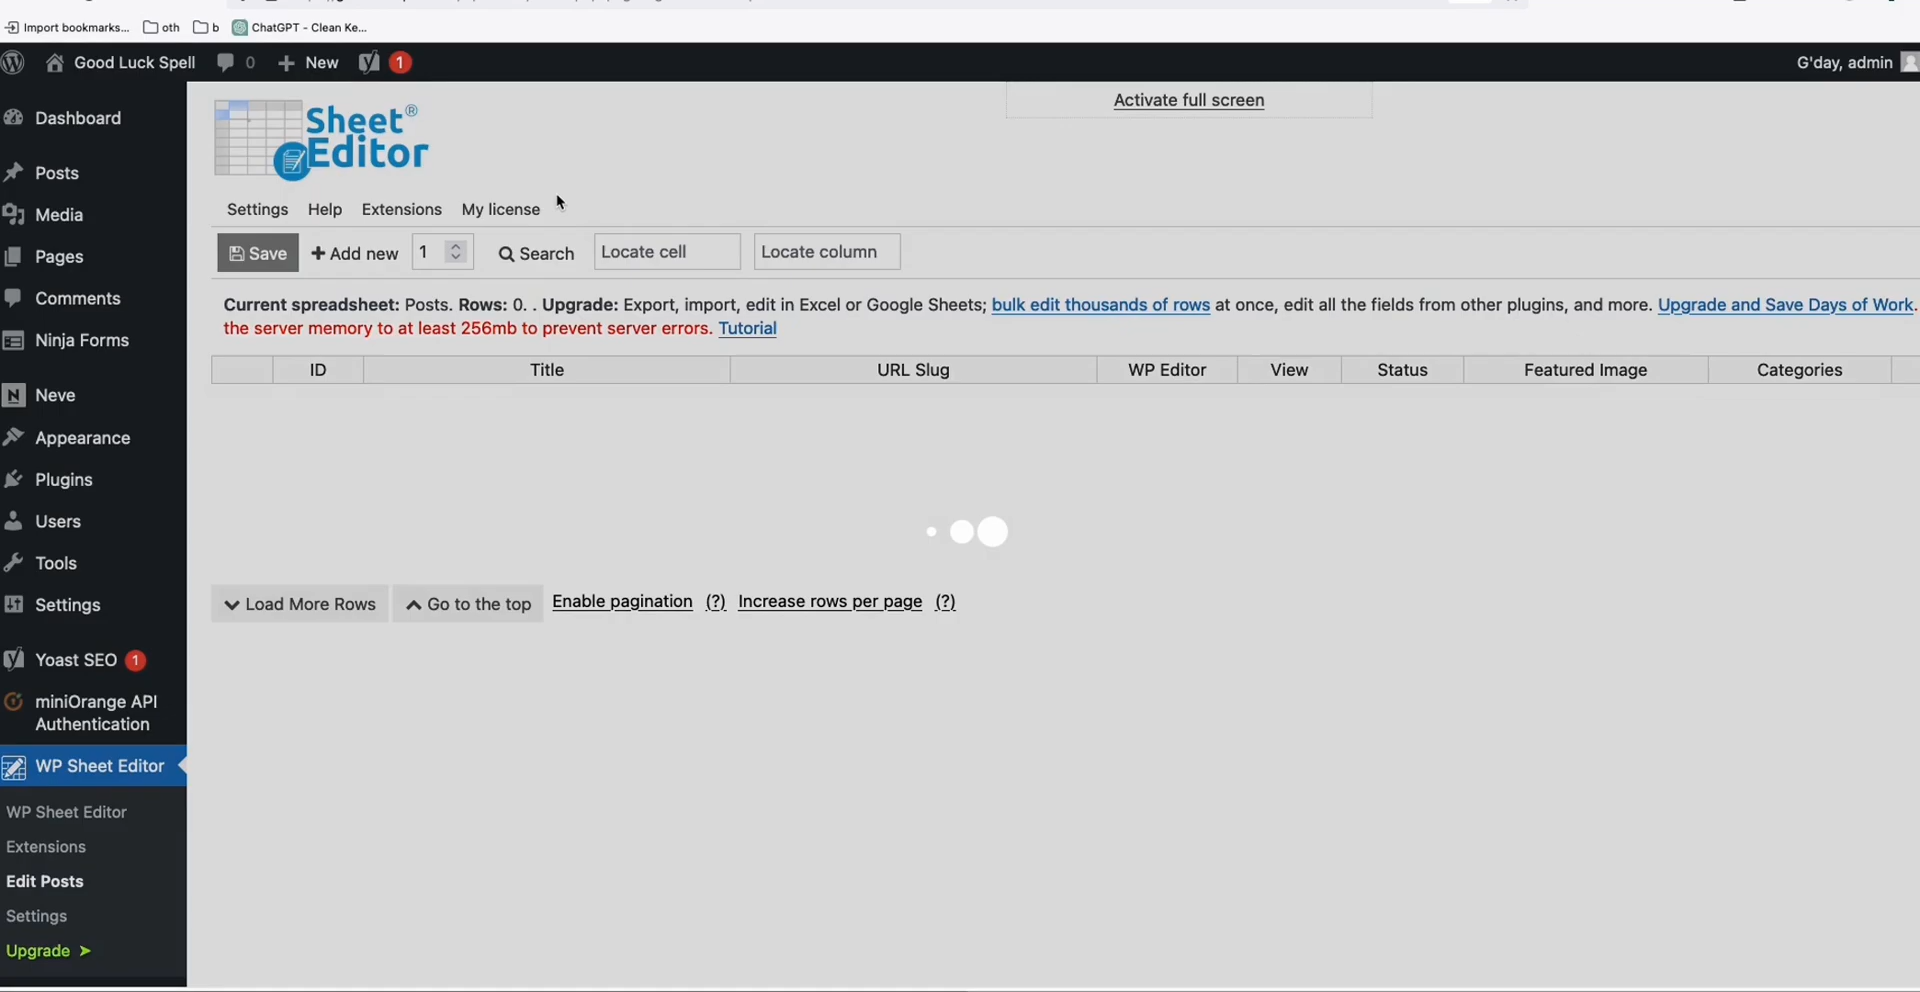 Import bookmarks... oth b ChatGPT - Clean Ke...
Good Luck Spell 0 New 1 G'day, admin
Activate full screen
Sheet®
Editor
Dashboard
Posts
Media
Pages
Comments
Ninja Forms
Neve
Appearance
Plugins
Users
Tools
Settings
Yoast SEO 1
miniOrange API
Authentication
WP Sheet Editor
WP Sheet Editor
Extensions
Edit Posts
Settings
Upgrade ➤
Settings Help Extensions My license
Save Add new 1 Search Locate cell Locate column
Current spreadsheet: Posts. Rows: 0. . Upgrade: Export, import, edit in Excel or Google Sheets; bulk edit thousands of rows at once, edit all the fields from other plugins, and more. Upgrade and Save Days of Work.
the server memory to at least 256mb to prevent server errors. Tutorial
ID Title URL Slug WP Editor View Status Featured Image Categories
Load More Rows Go to the top Enable pagination (?) Increase rows per page (?)